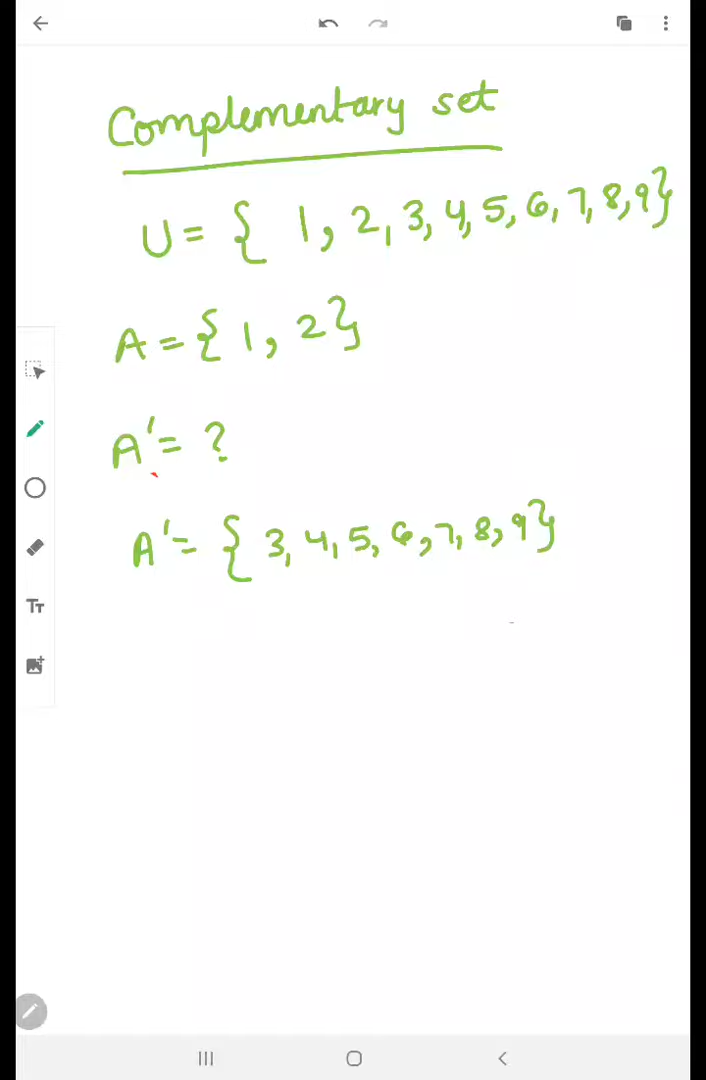 Complementary set
U = { 1, 2, 3, 4, 5, 6, 7, 8, 9}
A = { 1, 2}
A' = ?
A' = { 3, 4, 5, 6, 7, 8, 9}
Tт